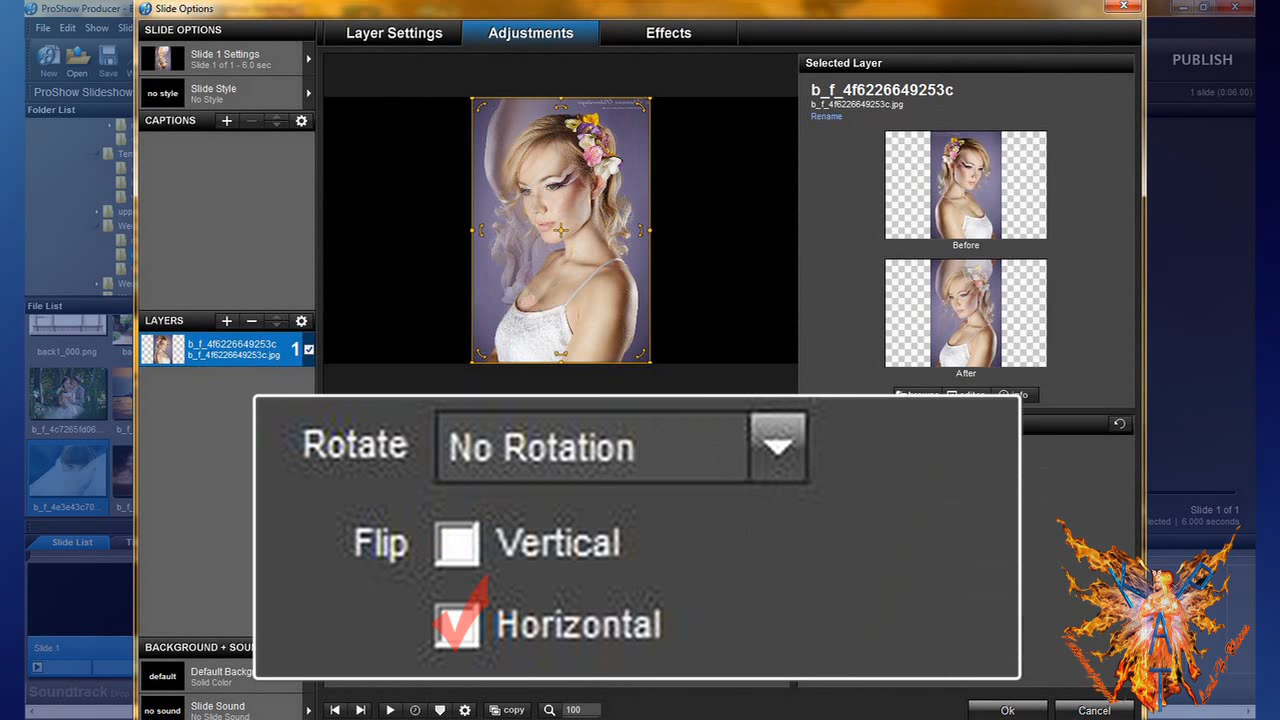 ProShow Producer -
Slide Options
File Edit Show
SLIDE OPTIONS
Layer Settings
Adjustments
Effects
Selected Layer
PUBLISH
Slide 1 Settings
Slide 1 of 1 - 6.0 sec
New Open Save
b_f_4f6226649253c
b_f_4f6226649253c.jpg
Rename
no style
Slide Style
No Style
ProShow Slideshow
1 slide (0:06.00)
Folder List
CAPTIONS
Tem
upp
Wed
Before
File List
LAYERS
b_f_4f6226649253c
b_f_4f6226649253c.jpg
1
back1_000.png
After
info
Rotate
No Rotation
b_f_4c7265fd06...
Flip
Vertical
Horizontal
b_f_4e3e43c70...
Slide 1 of 1
6.000 seconds
Slide List
Slide 1
BACKGROUND + SOU
default
Default Backg
Solid Color
Soundtrack
no sound
Slide Sound
No Slide Sound
copy
100
Ok
Cancel